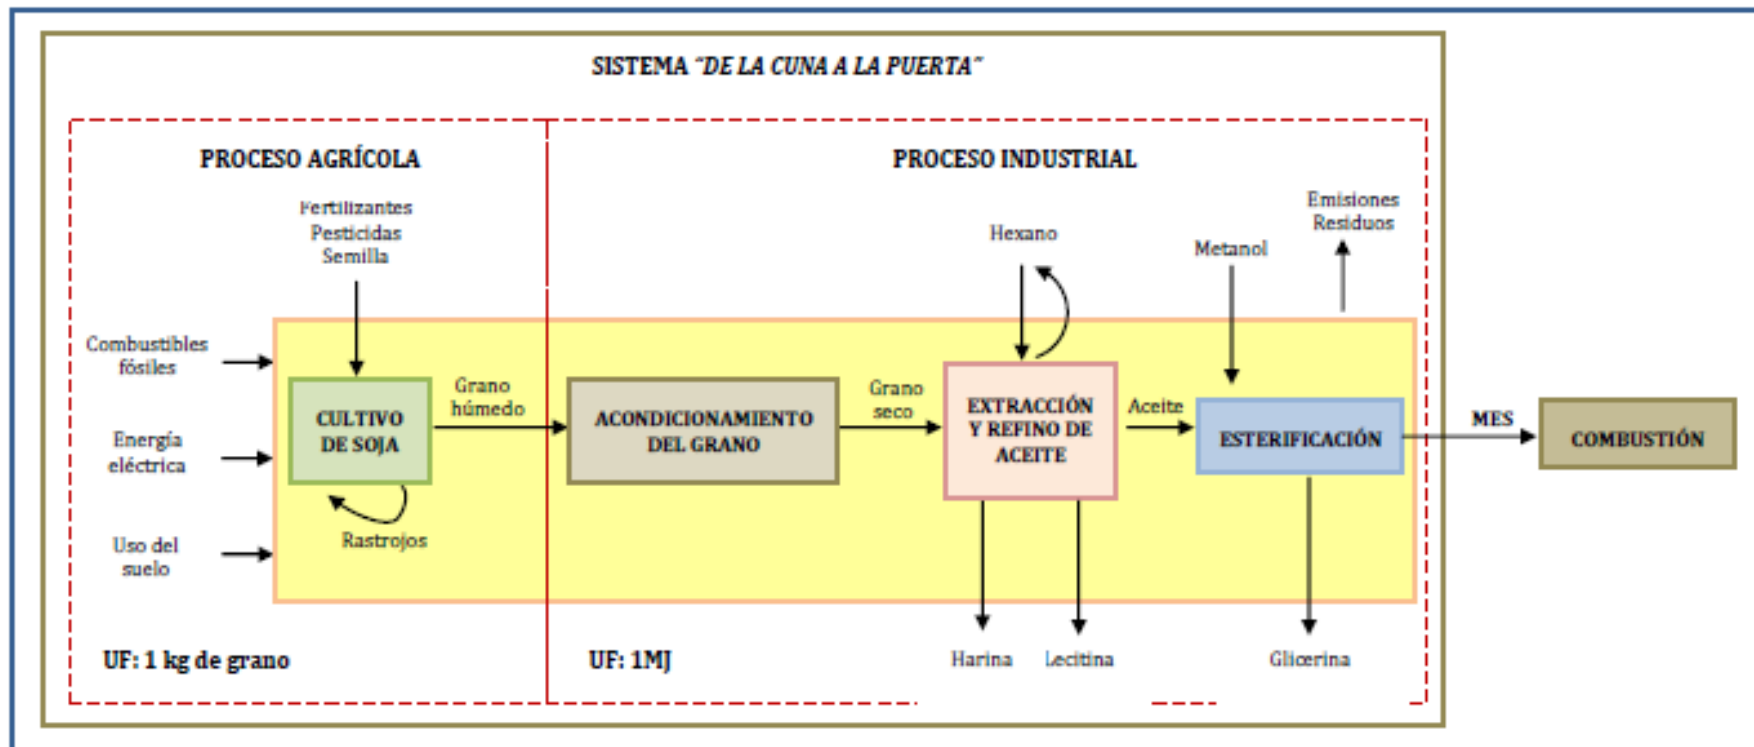 SISTEMA "DE LA CUNA A LA PUERTA"
PROCESO AGRÍCOLA
PROCESO INDUSTRIAL
Fertilizantes
Pesticidas
Semilla
Hexano
Metanol
Emisiones
Residuos
Combustibles
fósiles
Energía
eléctrica
Uso del
suelo
CULTIVO
DE SOJA
Rastrojos
Grano
húmedo
ACONDICIONAMIENTO
DEL GRANO
Grano
seco
EXTRACCIÓN
Y REFINO DE
ACEITE
Aceite
ESTERIFICACIÓN
MES
COMBUSTIÓN
UF: 1 kg de grano
UF: 1MJ
Harina
Lecitina
Glicerina